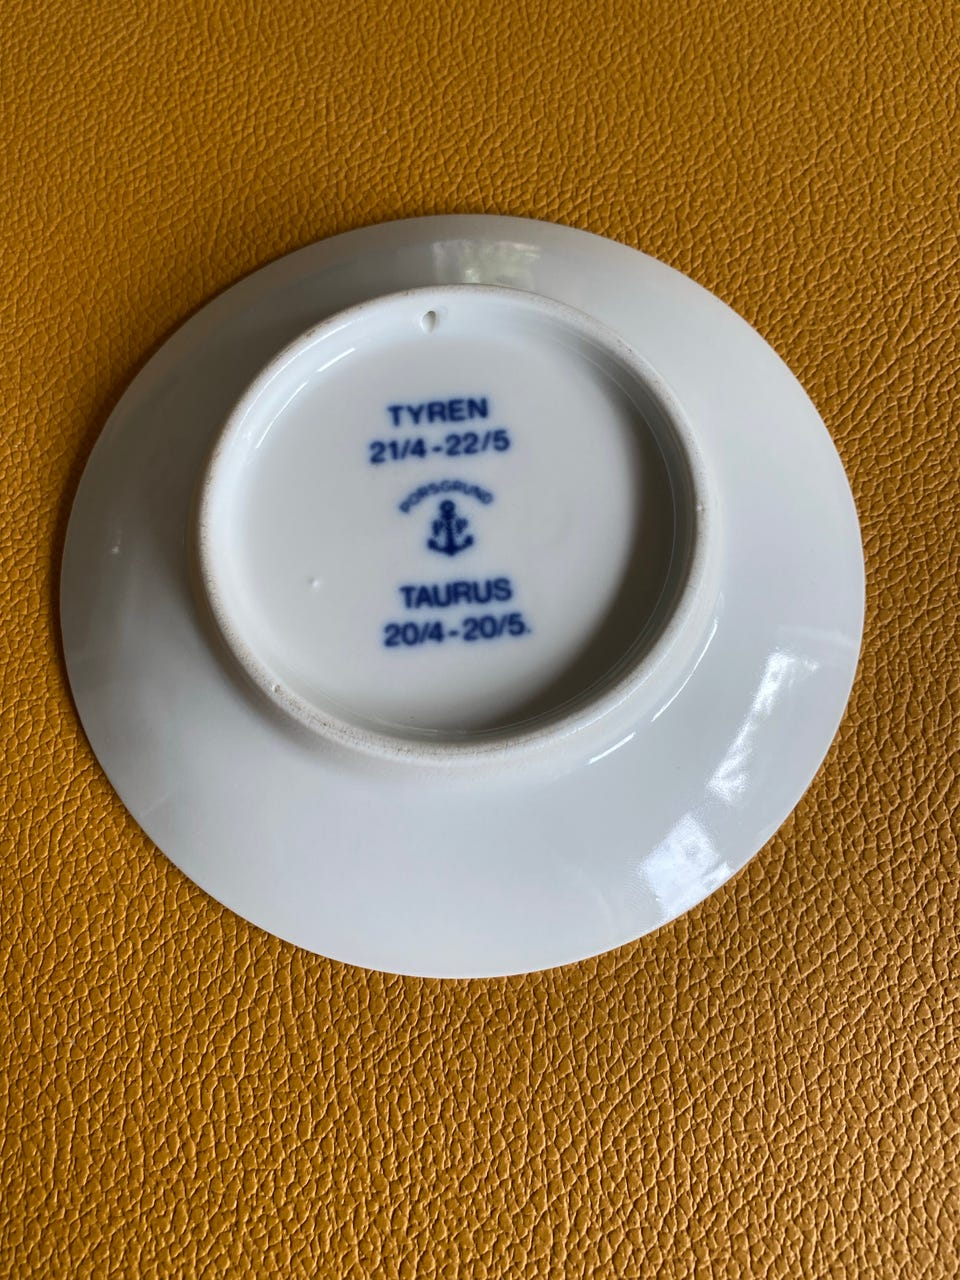 TYREN
21/4-22/5
PORSGRUND
P P
TAURUS
20/4-20/5.